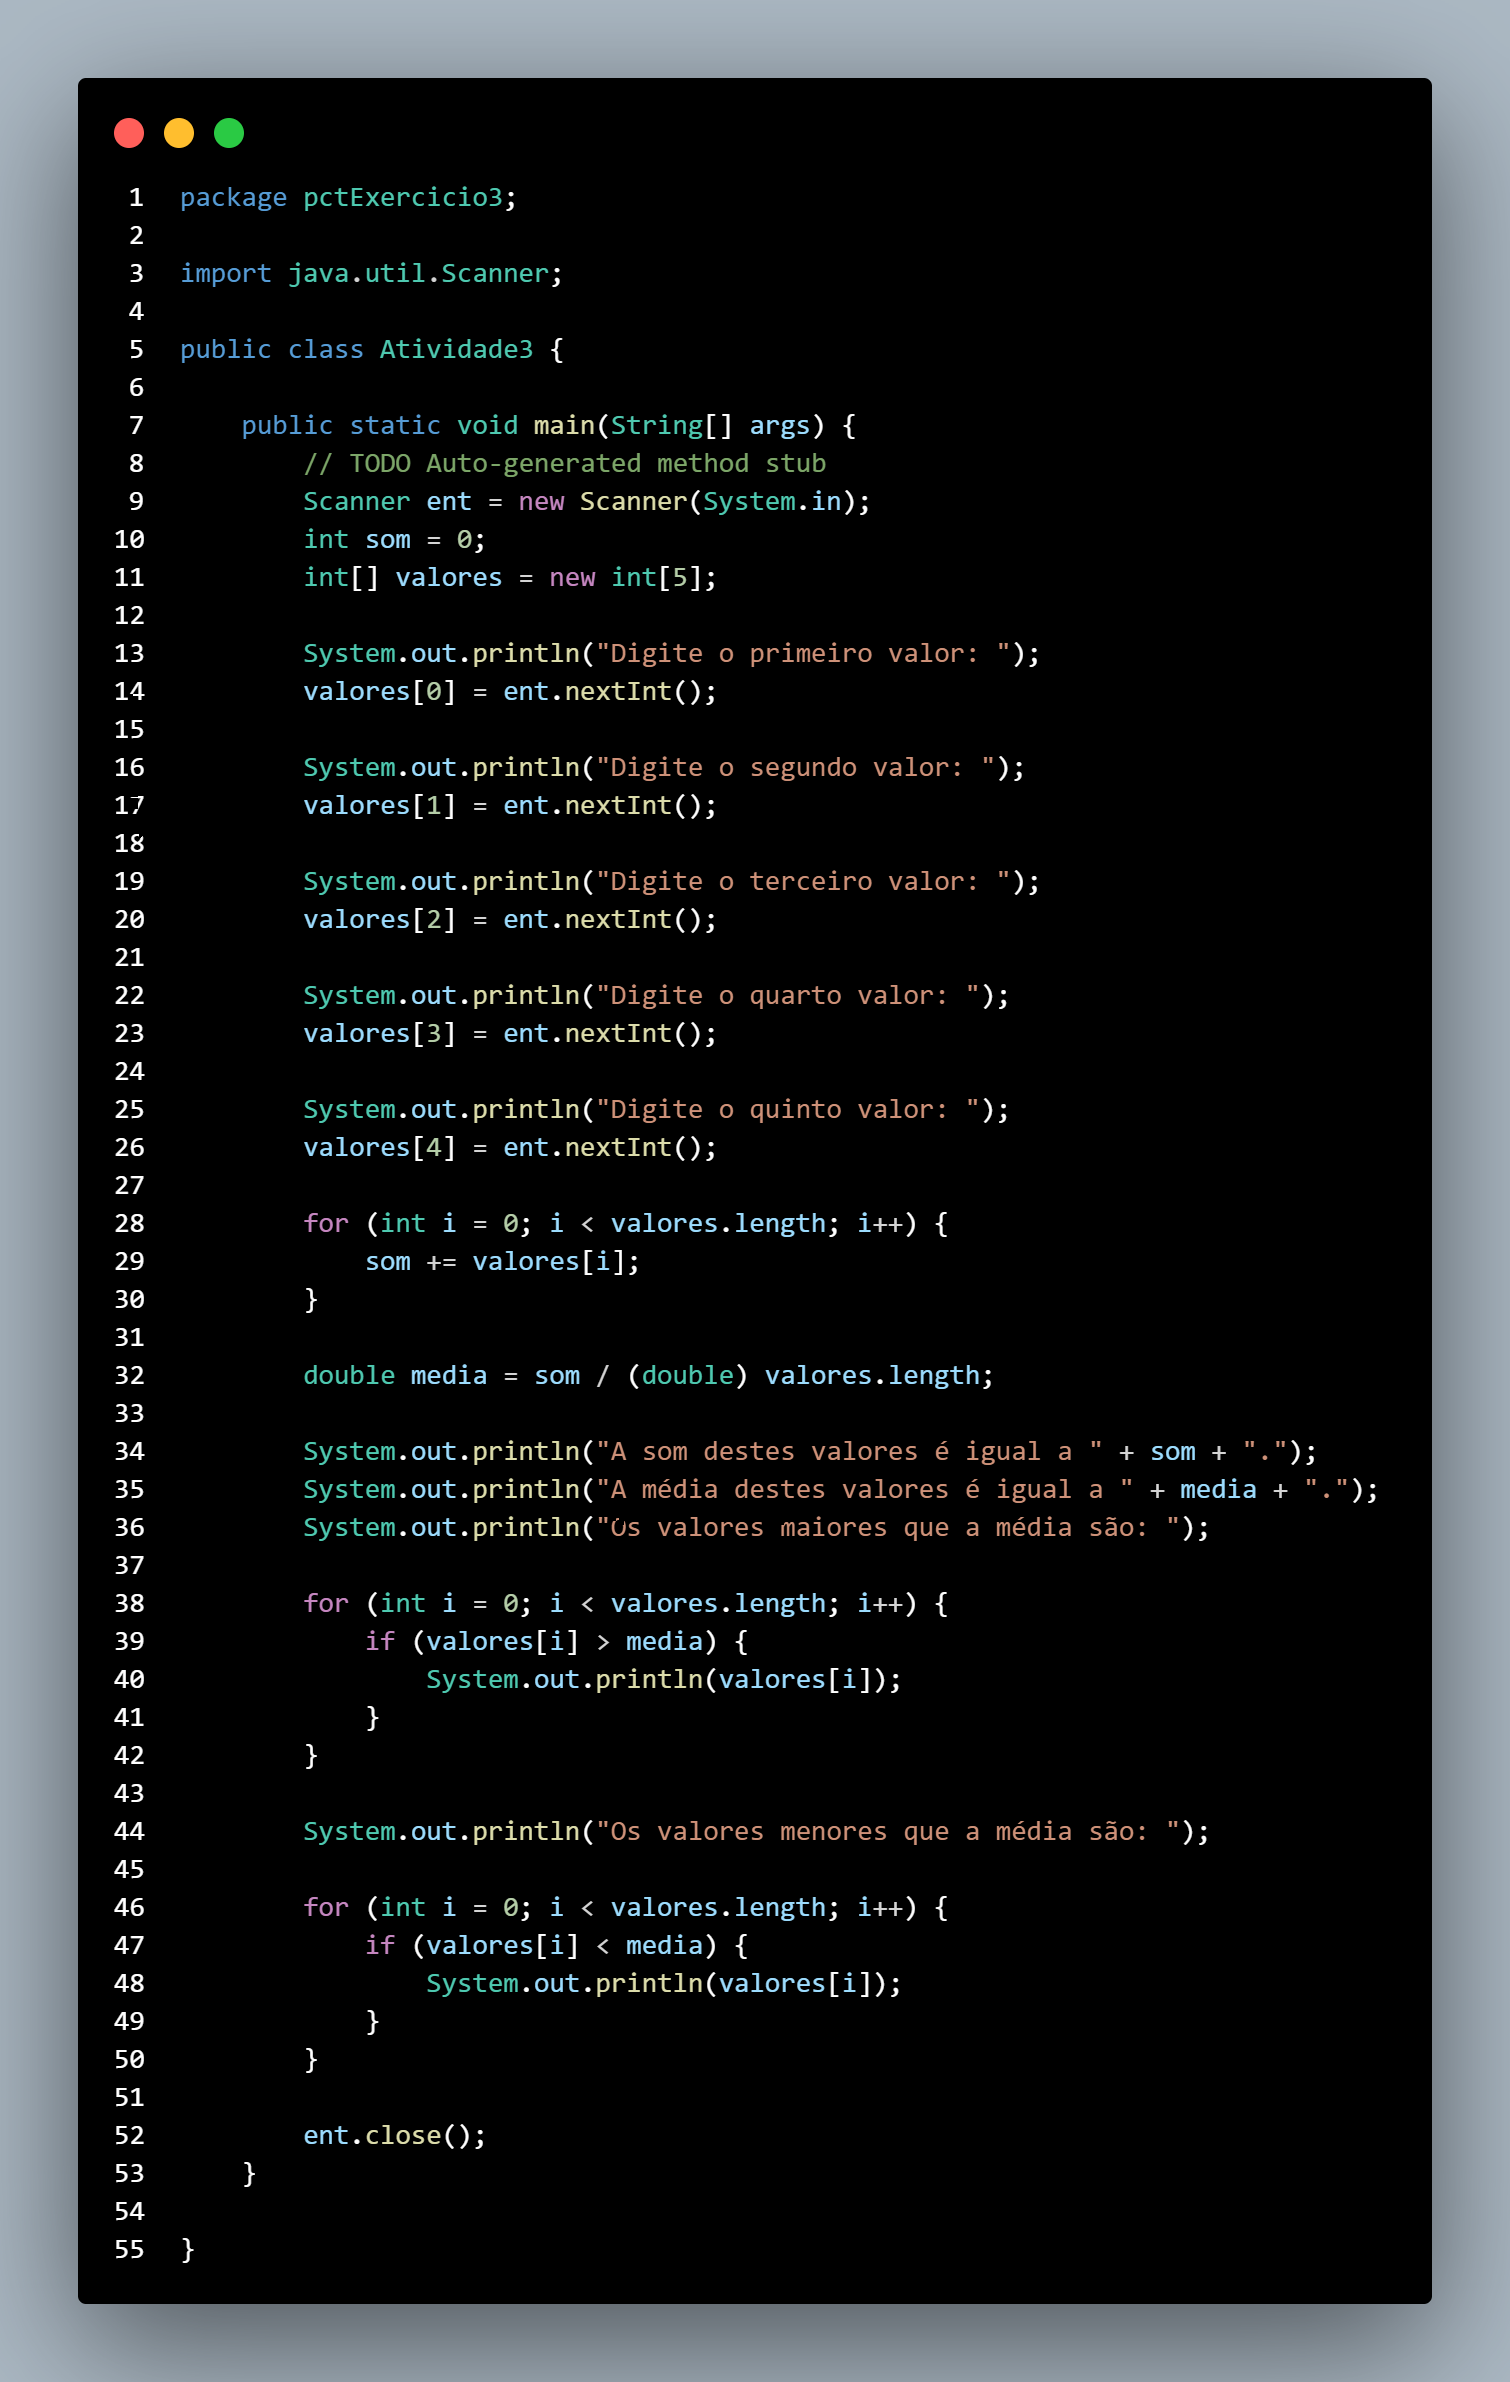 1 package pctExercicio3;
2
3 import java.util.Scanner;
4
5 public class Atividade3 {
6
7     public static void main(String[] args) {
8         // TODO Auto-generated method stub
9         Scanner ent = new Scanner(System.in);
10         int som = 0;
11         int[] valores = new int[5];
12
13         System.out.println("Digite o primeiro valor: ");
14         valores[0] = ent.nextInt();
15
16         System.out.println("Digite o segundo valor: ");
17         valores[1] = ent.nextInt();
18
19         System.out.println("Digite o terceiro valor: ");
20         valores[2] = ent.nextInt();
21
22         System.out.println("Digite o quarto valor: ");
23         valores[3] = ent.nextInt();
24
25         System.out.println("Digite o quinto valor: ");
26         valores[4] = ent.nextInt();
27
28         for (int i = 0; i < valores.length; i++) {
29             som += valores[i];
30         }
31
32         double media = som / (double) valores.length;
33
34         System.out.println("A som destes valores é igual a " + som + ".");
35         System.out.println("A média destes valores é igual a " + media + ".");
36         System.out.println("Os valores maiores que a média são: ");
37
38         for (int i = 0; i < valores.length; i++) {
39             if (valores[i] > media) {
40                 System.out.println(valores[i]);
41             }
42         }
43
44         System.out.println("Os valores menores que a média são: ");
45
46         for (int i = 0; i < valores.length; i++) {
47             if (valores[i] < media) {
48                 System.out.println(valores[i]);
49             }
50         }
51
52         ent.close();
53     }
54
55 }